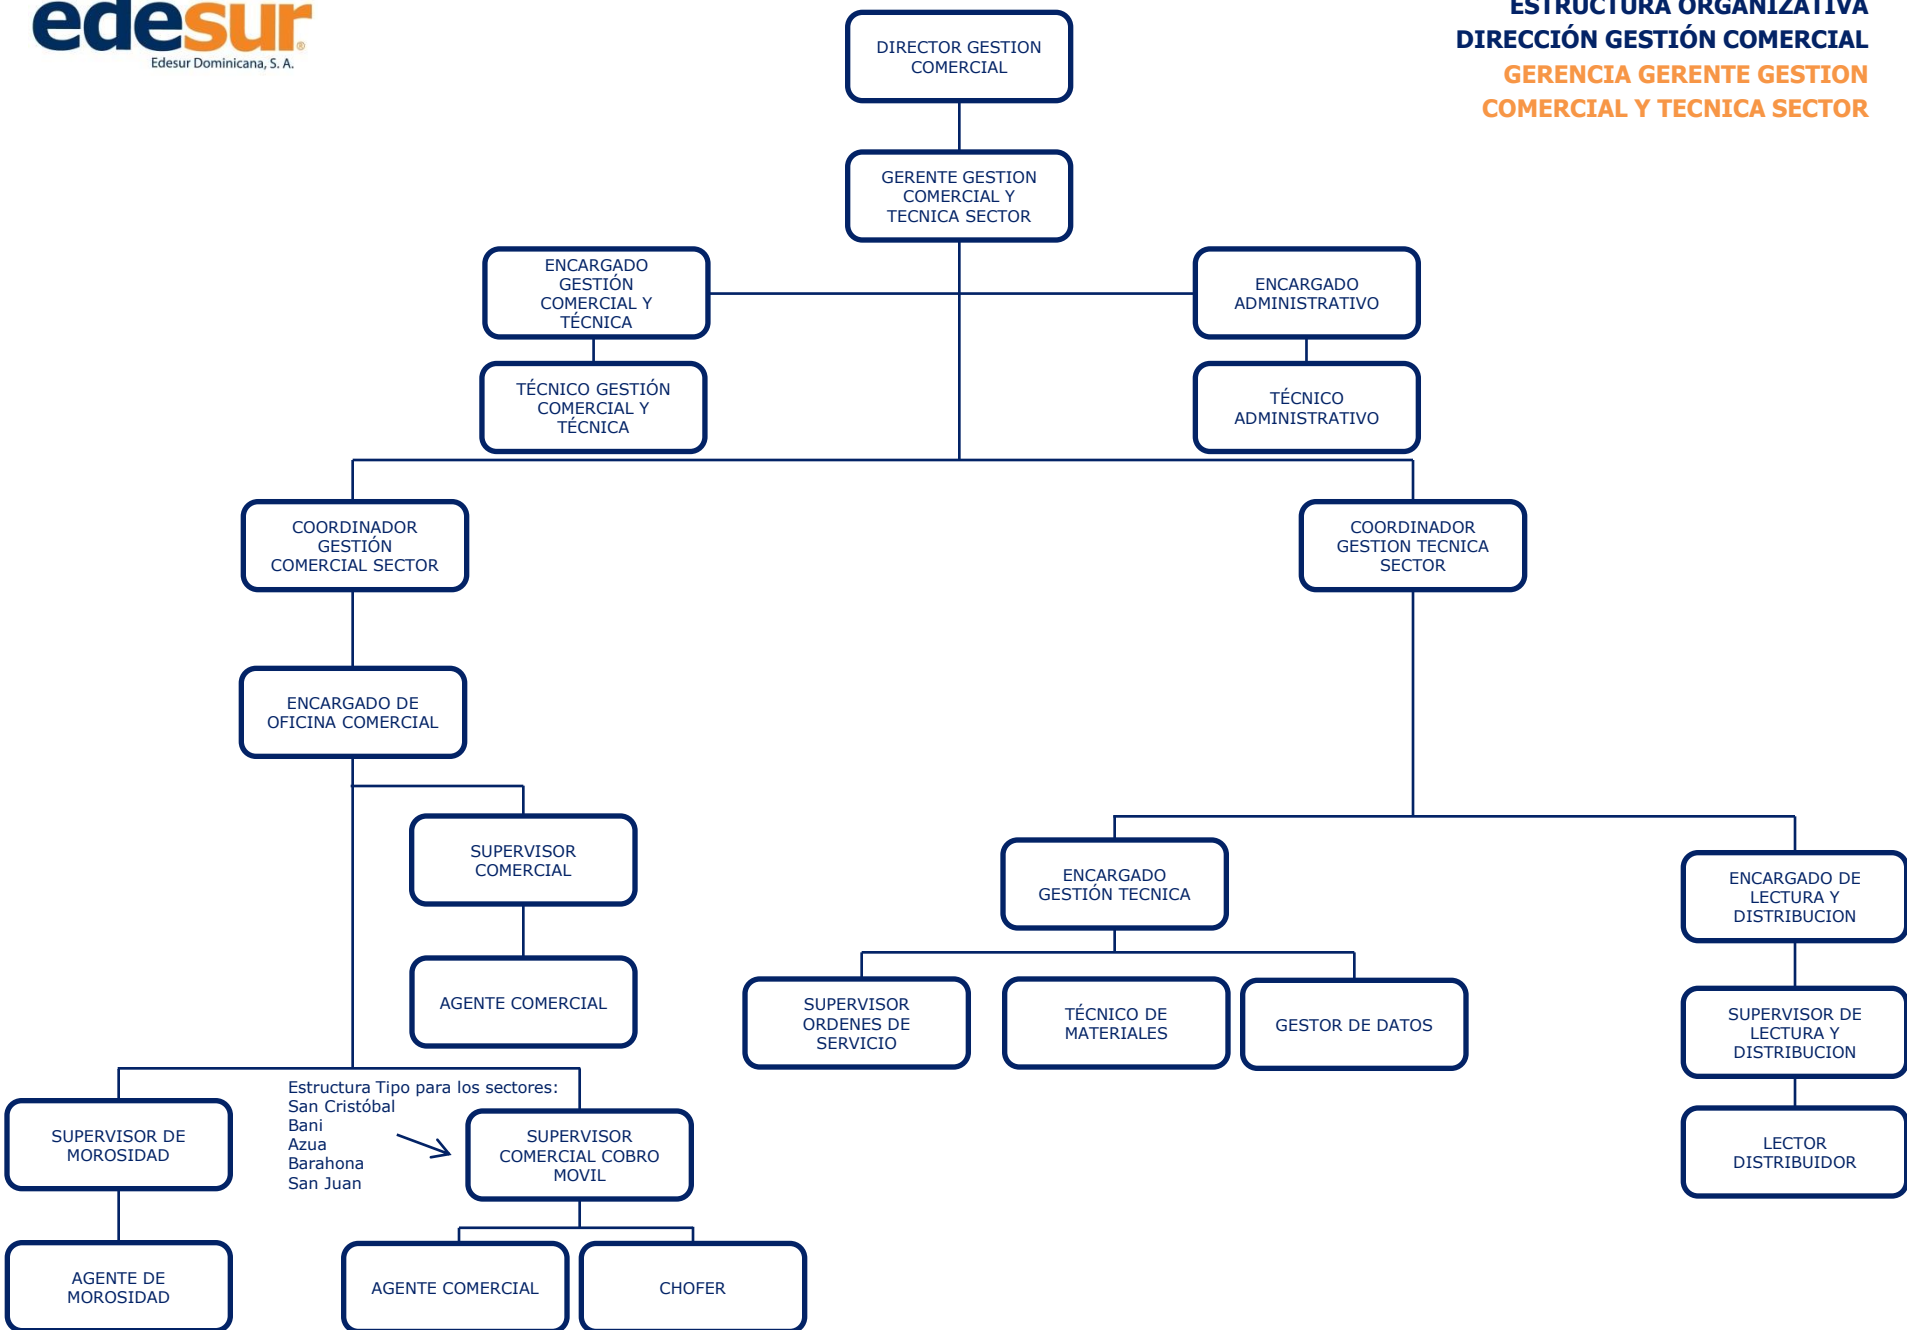 edesur
Edesur Dominicana, S. A.
ESTRUCTURA ORGANIZATIVA
DIRECCIÓN GESTIÓN COMERCIAL
GERENCIA GERENTE GESTION
COMERCIAL Y TECNICA SECTOR
DIRECTOR GESTION
COMERCIAL
GERENTE GESTION
COMERCIAL Y
TECNICA SECTOR
ENCARGADO
GESTIÓN
COMERCIAL Y
TÉCNICA
ENCARGADO
ADMINISTRATIVO
TÉCNICO GESTIÓN
COMERCIAL Y
TÉCNICA
TÉCNICO
ADMINISTRATIVO
COORDINADOR
GESTIÓN
COMERCIAL SECTOR
COORDINADOR
GESTION TECNICA
SECTOR
ENCARGADO DE
OFICINA COMERCIAL
SUPERVISOR
COMERCIAL
ENCARGADO
GESTIÓN TECNICA
ENCARGADO DE
LECTURA Y
DISTRIBUCION
AGENTE COMERCIAL
SUPERVISOR
ORDENES DE
SERVICIO
TÉCNICO DE
MATERIALES
GESTOR DE DATOS
SUPERVISOR DE
LECTURA Y
DISTRIBUCION
Estructura Tipo para los sectores:
San Cristóbal
Bani
Azua
Barahona
San Juan
SUPERVISOR DE
MOROSIDAD
SUPERVISOR
COMERCIAL COBRO
MOVIL
LECTOR
DISTRIBUIDOR
AGENTE DE
MOROSIDAD
AGENTE COMERCIAL
CHOFER